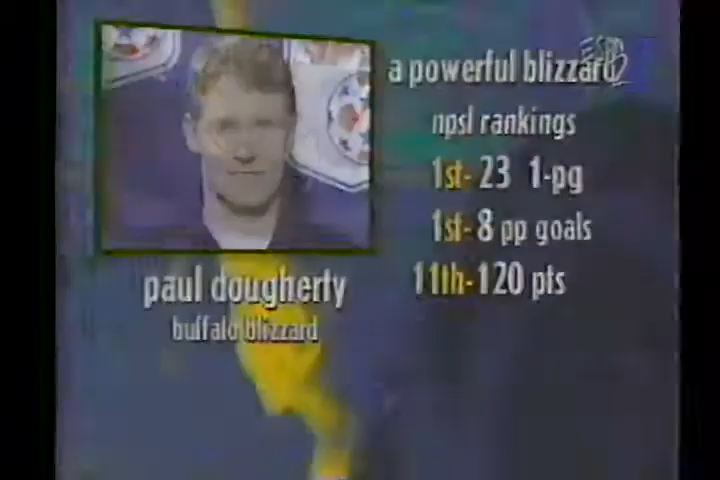 a powerful blizzard
ESPN2
npsl rankings
1st- 23 1-pg
1st- 8 pp goals
11th- 120 pts
paul dougherty
buffalo blizzard